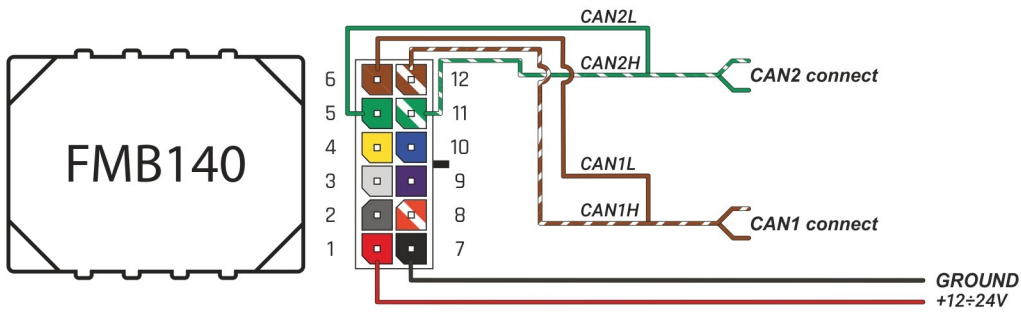 FMB140
CAN2L
CAN2H
CAN2 connect
6 12
5 11
4 10
3 9
2 8
1 7
CAN1L
CAN1H
CAN1 connect
GROUND
+12÷24V